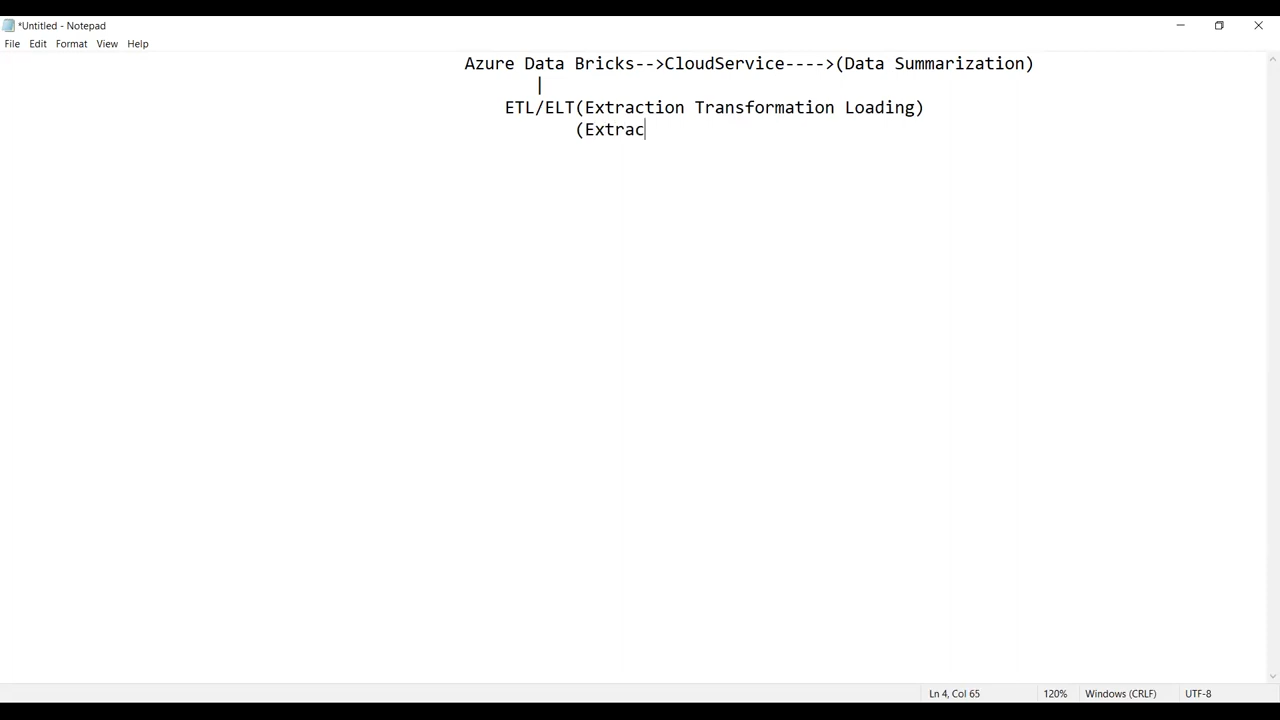 *Untitled - Notepad
File Edit Format View Help
Azure Data Bricks-->CloudService---->(Data Summarization)
|
ETL/ELT(Extraction Transformation Loading)
(Extrac
Ln 4, Col 65 120% Windows (CRLF) UTF-8